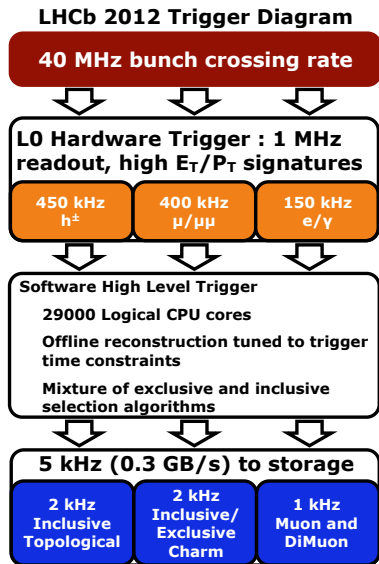 LHCb 2012 Trigger Diagram
40 MHz bunch crossing rate
L0 Hardware Trigger : 1 MHz
readout, high E_T/P_T signatures
450 kHz
h±
400 kHz
μ/μμ
150 kHz
e/γ
Software High Level Trigger
29000 Logical CPU cores
Offline reconstruction tuned to trigger
time constraints
Mixture of exclusive and inclusive
selection algorithms
5 kHz (0.3 GB/s) to storage
2 kHz
Inclusive
Topological
2 kHz
Inclusive/
Exclusive
Charm
1 kHz
Muon and
DiMuon